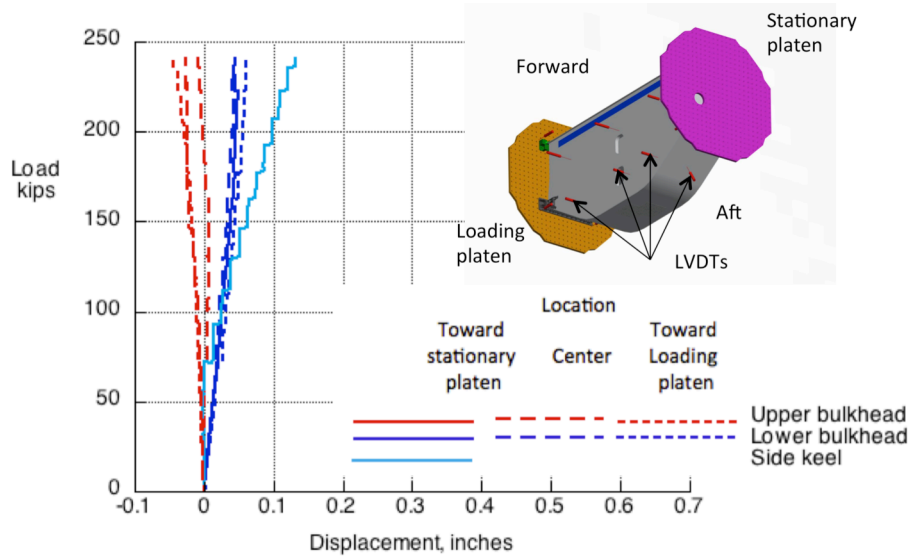 250
200
150
100
50
0
Load
kips
-0.1
0
0.1
0.2
0.3
0.4
0.5
0.6
0.7
Displacement, inches
Stationary
platen
Forward
Aft
Loading
platen
LVDTs
Location
Toward
stationary
platen
Center
Toward
Loading
platen
Upper bulkhead
Lower bulkhead
Side keel